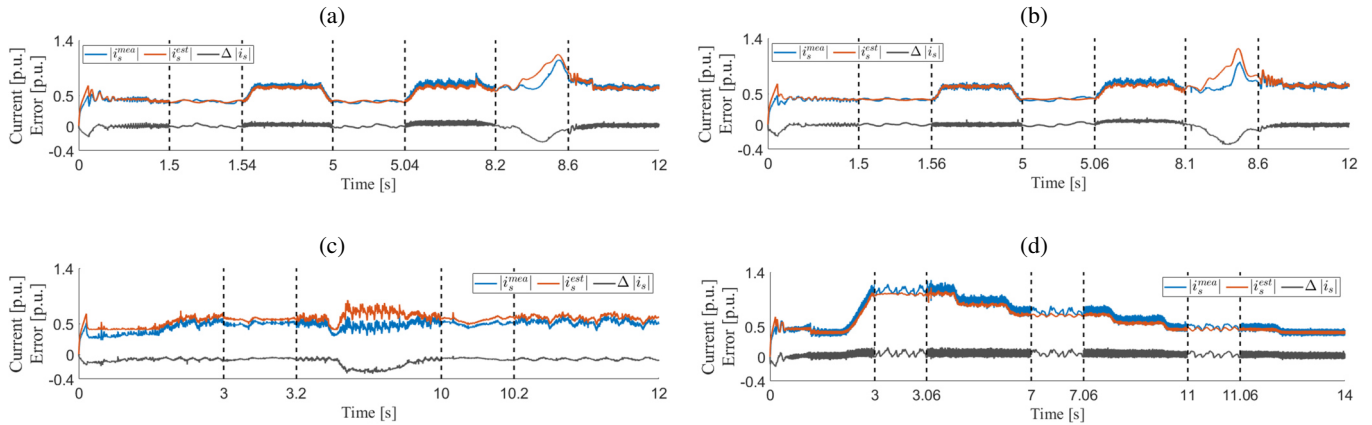 (a)
Current [p.u.]
Error [p.u.]
1.4
0.5
0
-0.4
|i_s^{mea}| |i_s^{est}| Δ |i_s|
0 1.5 1.54 5 5.04 8.2 8.6 12
Time [s]
(b)
Current [p.u.]
Error [p.u.]
1.4
0.5
0
-0.4
|i_s^{mea}| |i_s^{est}| Δ |i_s|
0 1.5 1.56 5 5.06 8.1 8.6 12
Time [s]
(c)
Current [p.u.]
Error [p.u.]
1.4
0.5
0
-0.4
|i_s^{mea}| |i_s^{est}| Δ |i_s|
0 3 3.2 10 10.2 12
Time [s]
(d)
Current [p.u.]
Error [p.u.]
1.4
0.5
0
-0.4
|i_s^{mea}| |i_s^{est}| Δ |i_s|
0 3 3.06 7 7.06 11 11.06 14
Time [s]